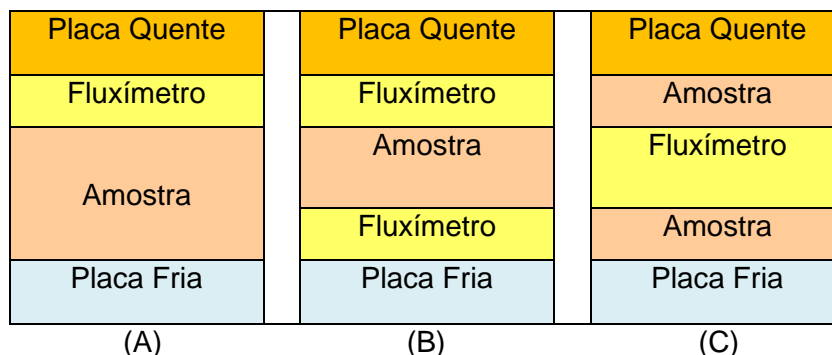 Placa Quente
Fluxímetro
Amostra
Placa Fria
(A)
Placa Quente
Fluxímetro
Amostra
Fluxímetro
Placa Fria
(B)
Placa Quente
Amostra
Fluxímetro
Amostra
Placa Fria
(C)